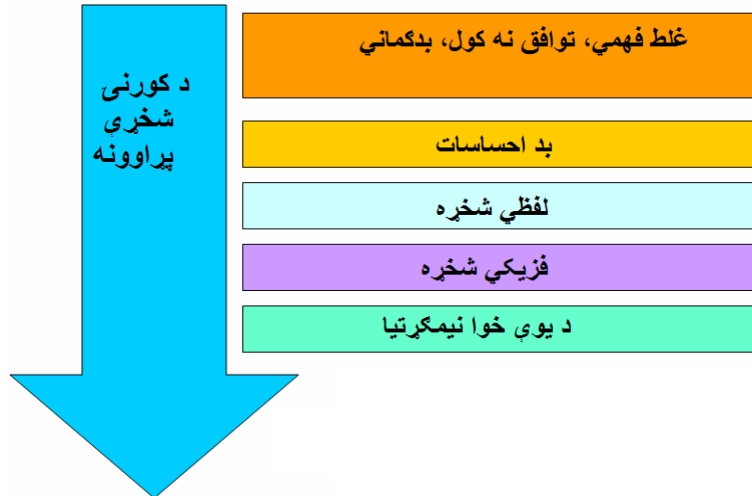 د کورنۍ
شخړې
پړاوونه
غلط فهمي، توافق نه کول، بدګماني
بد احساسات
لفظي شخړه
فزيکي شخړه
د يوې خوا نيمګړتيا